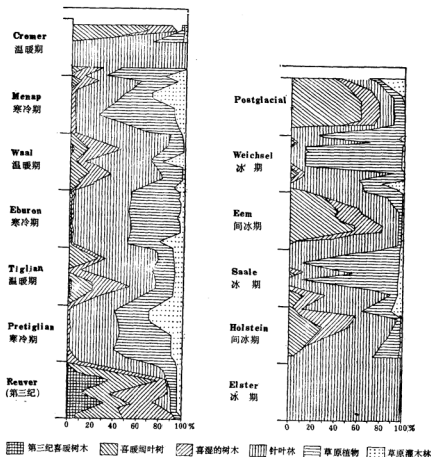 Cromer
温暖期
Menap
寒冷期
Waal
温暖期
Eburon
寒冷期
Tiglian
温暖期
Pretiglian
寒冷期
Reuver
(第三纪)
0 20 40 60 80 100%
Postglacial
Weichsel
冰 期
Eem
间冰期
Saale
冰 期
Holstein
间冰期
Elster
冰 期
0 20 40 60 80 100%
第三纪喜暖树木 喜暖阔叶树 喜湿的树木 针叶林 草原植物 草原灌木林